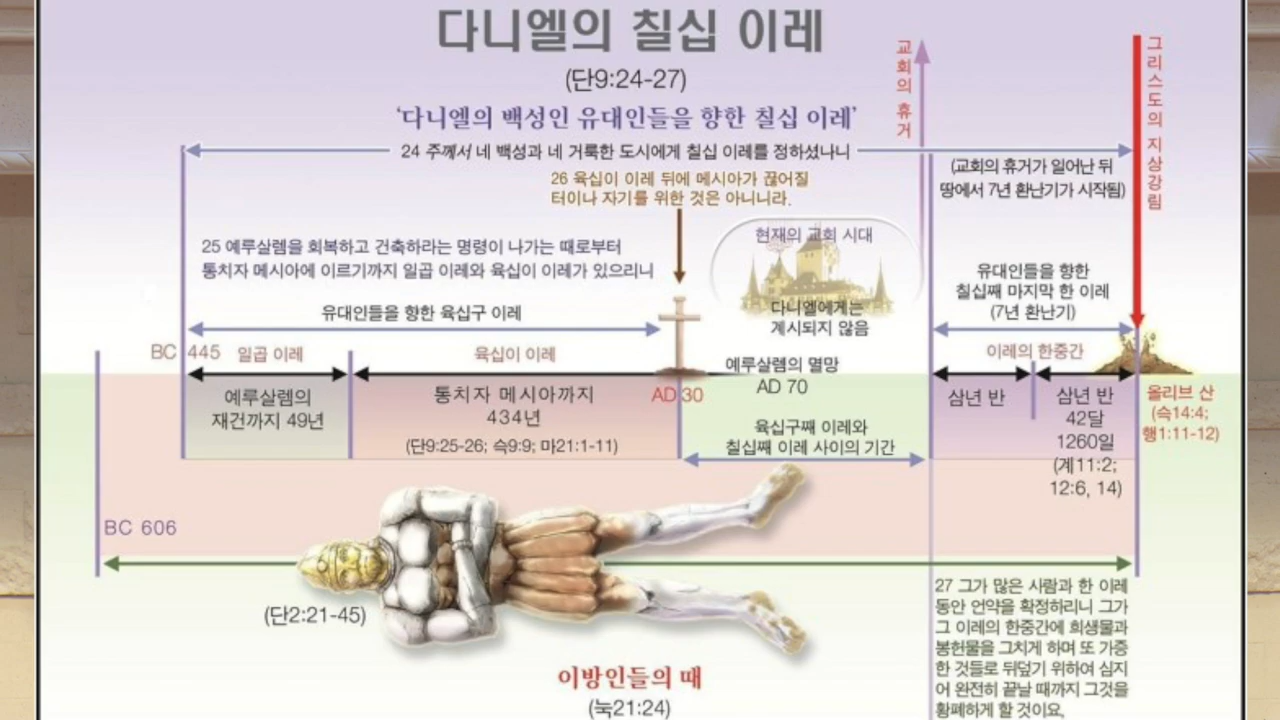 다니엘의 칠십 이레
(단9:24-27)
‘다니엘의 백성인 유대인들을 향한 칠십 이레’
24 주께서 네 백성과 네 거룩한 도시에게 칠십 이레를 정하셨나니
26 육십이 이레 뒤에 메시아가 끊어질
터이나 자기를 위한 것은 아니니라.
교회의 휴거
그리스도의 지상강림
(교회의 휴거가 일어난 뒤
땅에서 7년 환난기가 시작됨)
25 예루살렘을 회복하고 건축하라는 명령이 나가는 때로부터
통치자 메시아에 이르기까지 일곱 이레와 육십이 이레가 있으리니
현재의 교회 시대
다니엘에게는
계시되지 않음
유대인들을 향한
칠십째 마지막 한 이레
(7년 환난기)
유대인들을 향한 육십구 이레
BC 445
일곱 이레
육십이 이레
이레의 한중간
예루살렘의 멸망
AD 70
예루살렘의
재건까지 49년
통치자 메시아까지
434년
(단9:25-26; 슥9:9; 마21:1-11)
AD 30
육십구째 이레와
칠십째 이레 사이의 기간
삼년 반
삼년 반
42달
1260일
(계11:2;
12:6, 14)
올리브 산
(슥14:4;
행1:11-12)
BC 606
(단2:21-45)
이방인들의 때
(눅21:24)
27 그가 많은 사람과 한 이레
동안 언약을 확정하리니 그가
그 이레의 한중간에 희생물과
봉헌물을 그치게 하며 또 가증
한 것들로 뒤덮기 위하여 심지
어 완전히 끝날 때까지 그것을
황폐하게 할 것이요,